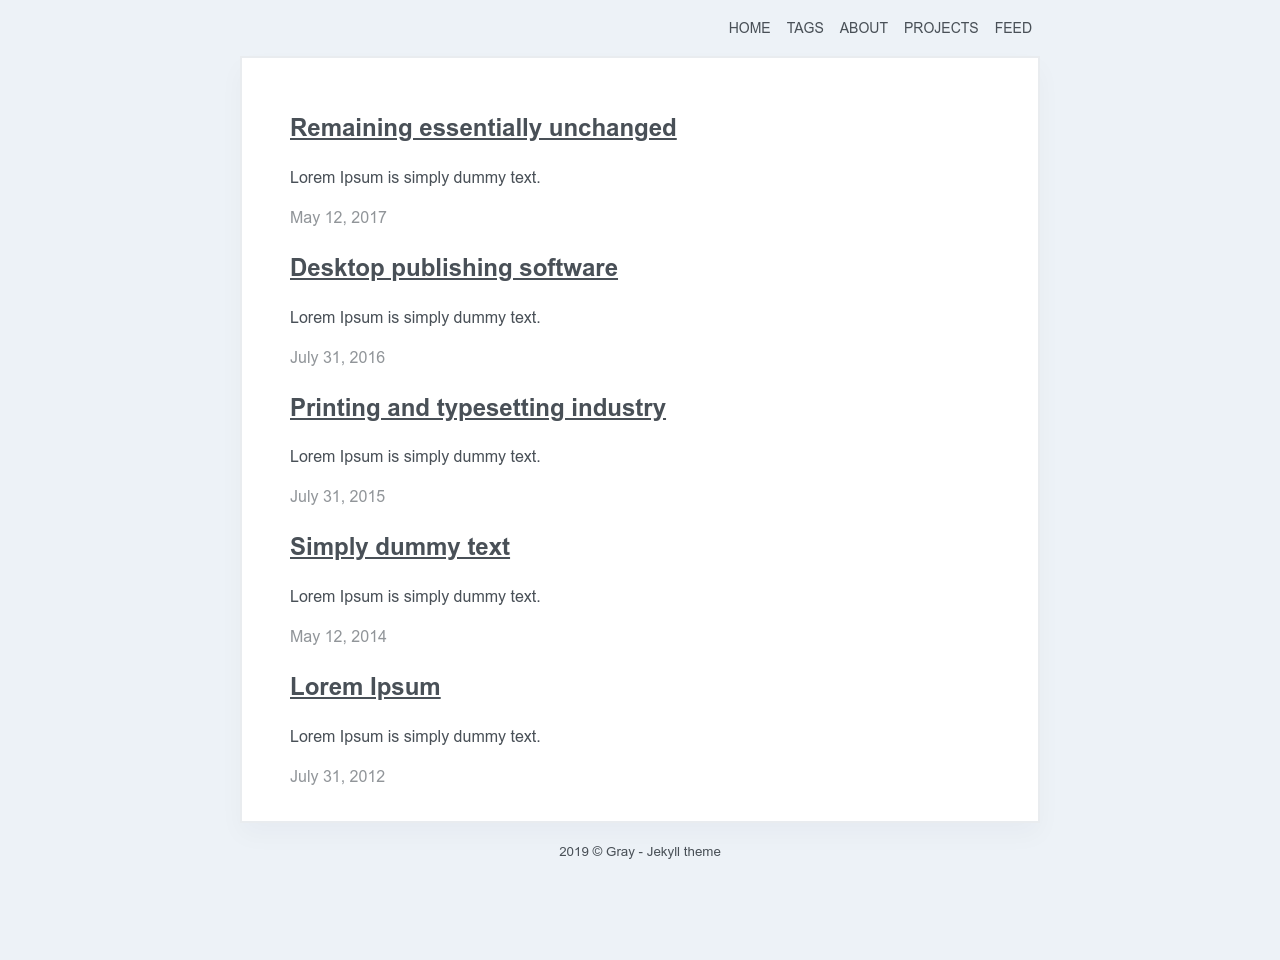 HOME TAGS ABOUT PROJECTS FEED
Remaining essentially unchanged
Lorem Ipsum is simply dummy text.
May 12, 2017
Desktop publishing software
Lorem Ipsum is simply dummy text.
July 31, 2016
Printing and typesetting industry
Lorem Ipsum is simply dummy text.
July 31, 2015
Simply dummy text
Lorem Ipsum is simply dummy text.
May 12, 2014
Lorem Ipsum
Lorem Ipsum is simply dummy text.
July 31, 2012
2019 © Gray - Jekyll theme